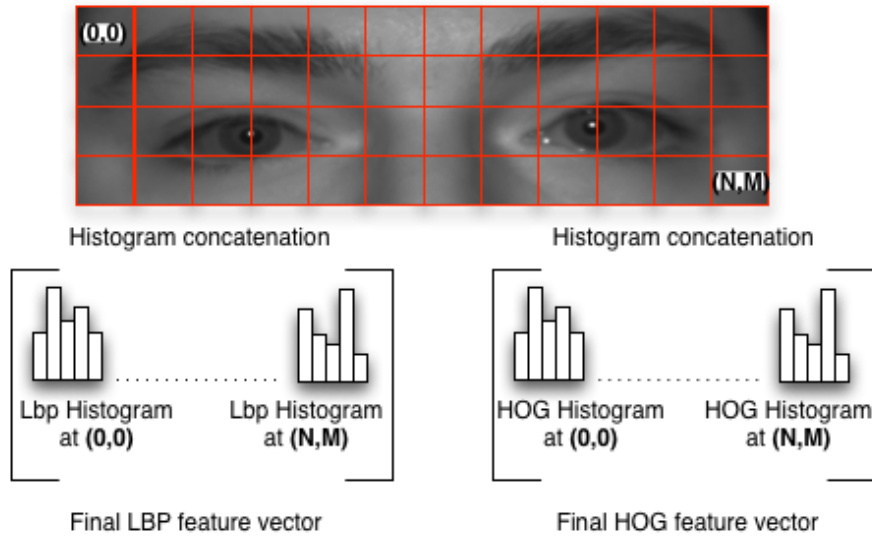 (0,0)
(N,M)
Histogram concatenation
Histogram concatenation
Lbp Histogram
at (0,0)
Lbp Histogram
at (N,M)
HOG Histogram
at (0,0)
HOG Histogram
at (N,M)
Final LBP feature vector
Final HOG feature vector